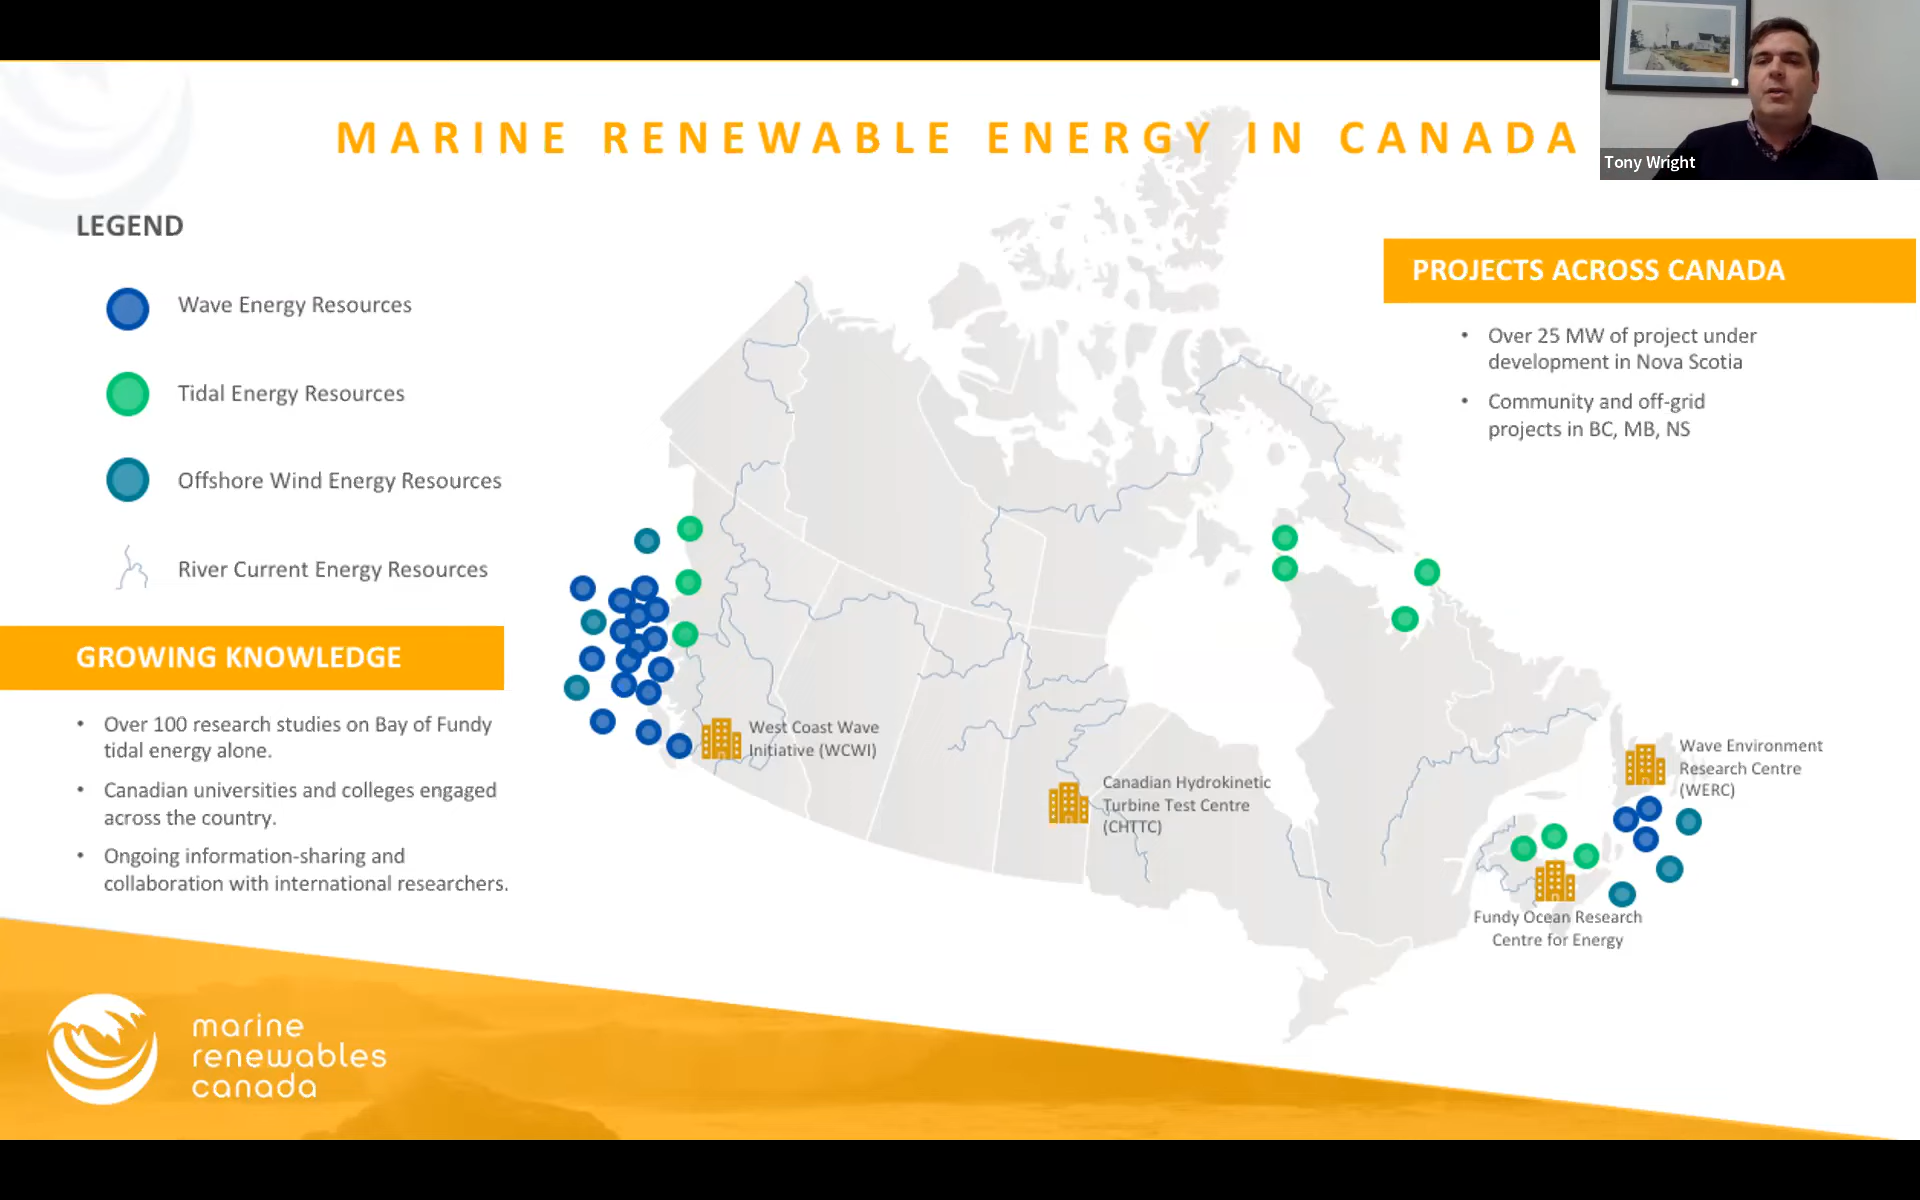 MARINE RENEWABLE ENERGY IN CANADA
Tony Wright
LEGEND
Wave Energy Resources
Tidal Energy Resources
Offshore Wind Energy Resources
River Current Energy Resources
GROWING KNOWLEDGE
• Over 100 research studies on Bay of Fundy
tidal energy alone.
• Canadian universities and colleges engaged
across the country.
• Ongoing information-sharing and
collaboration with international researchers.
West Coast Wave
Initiative (WCWI)
Canadian Hydrokinetic
Turbine Test Centre
(CHTTC)
PROJECTS ACROSS CANADA
• Over 25 MW of project under
development in Nova Scotia
• Community and off-grid
projects in BC, MB, NS
Wave Environment
Research Centre
(WERC)
Fundy Ocean Research
Centre for Energy
marine
renewables
canada